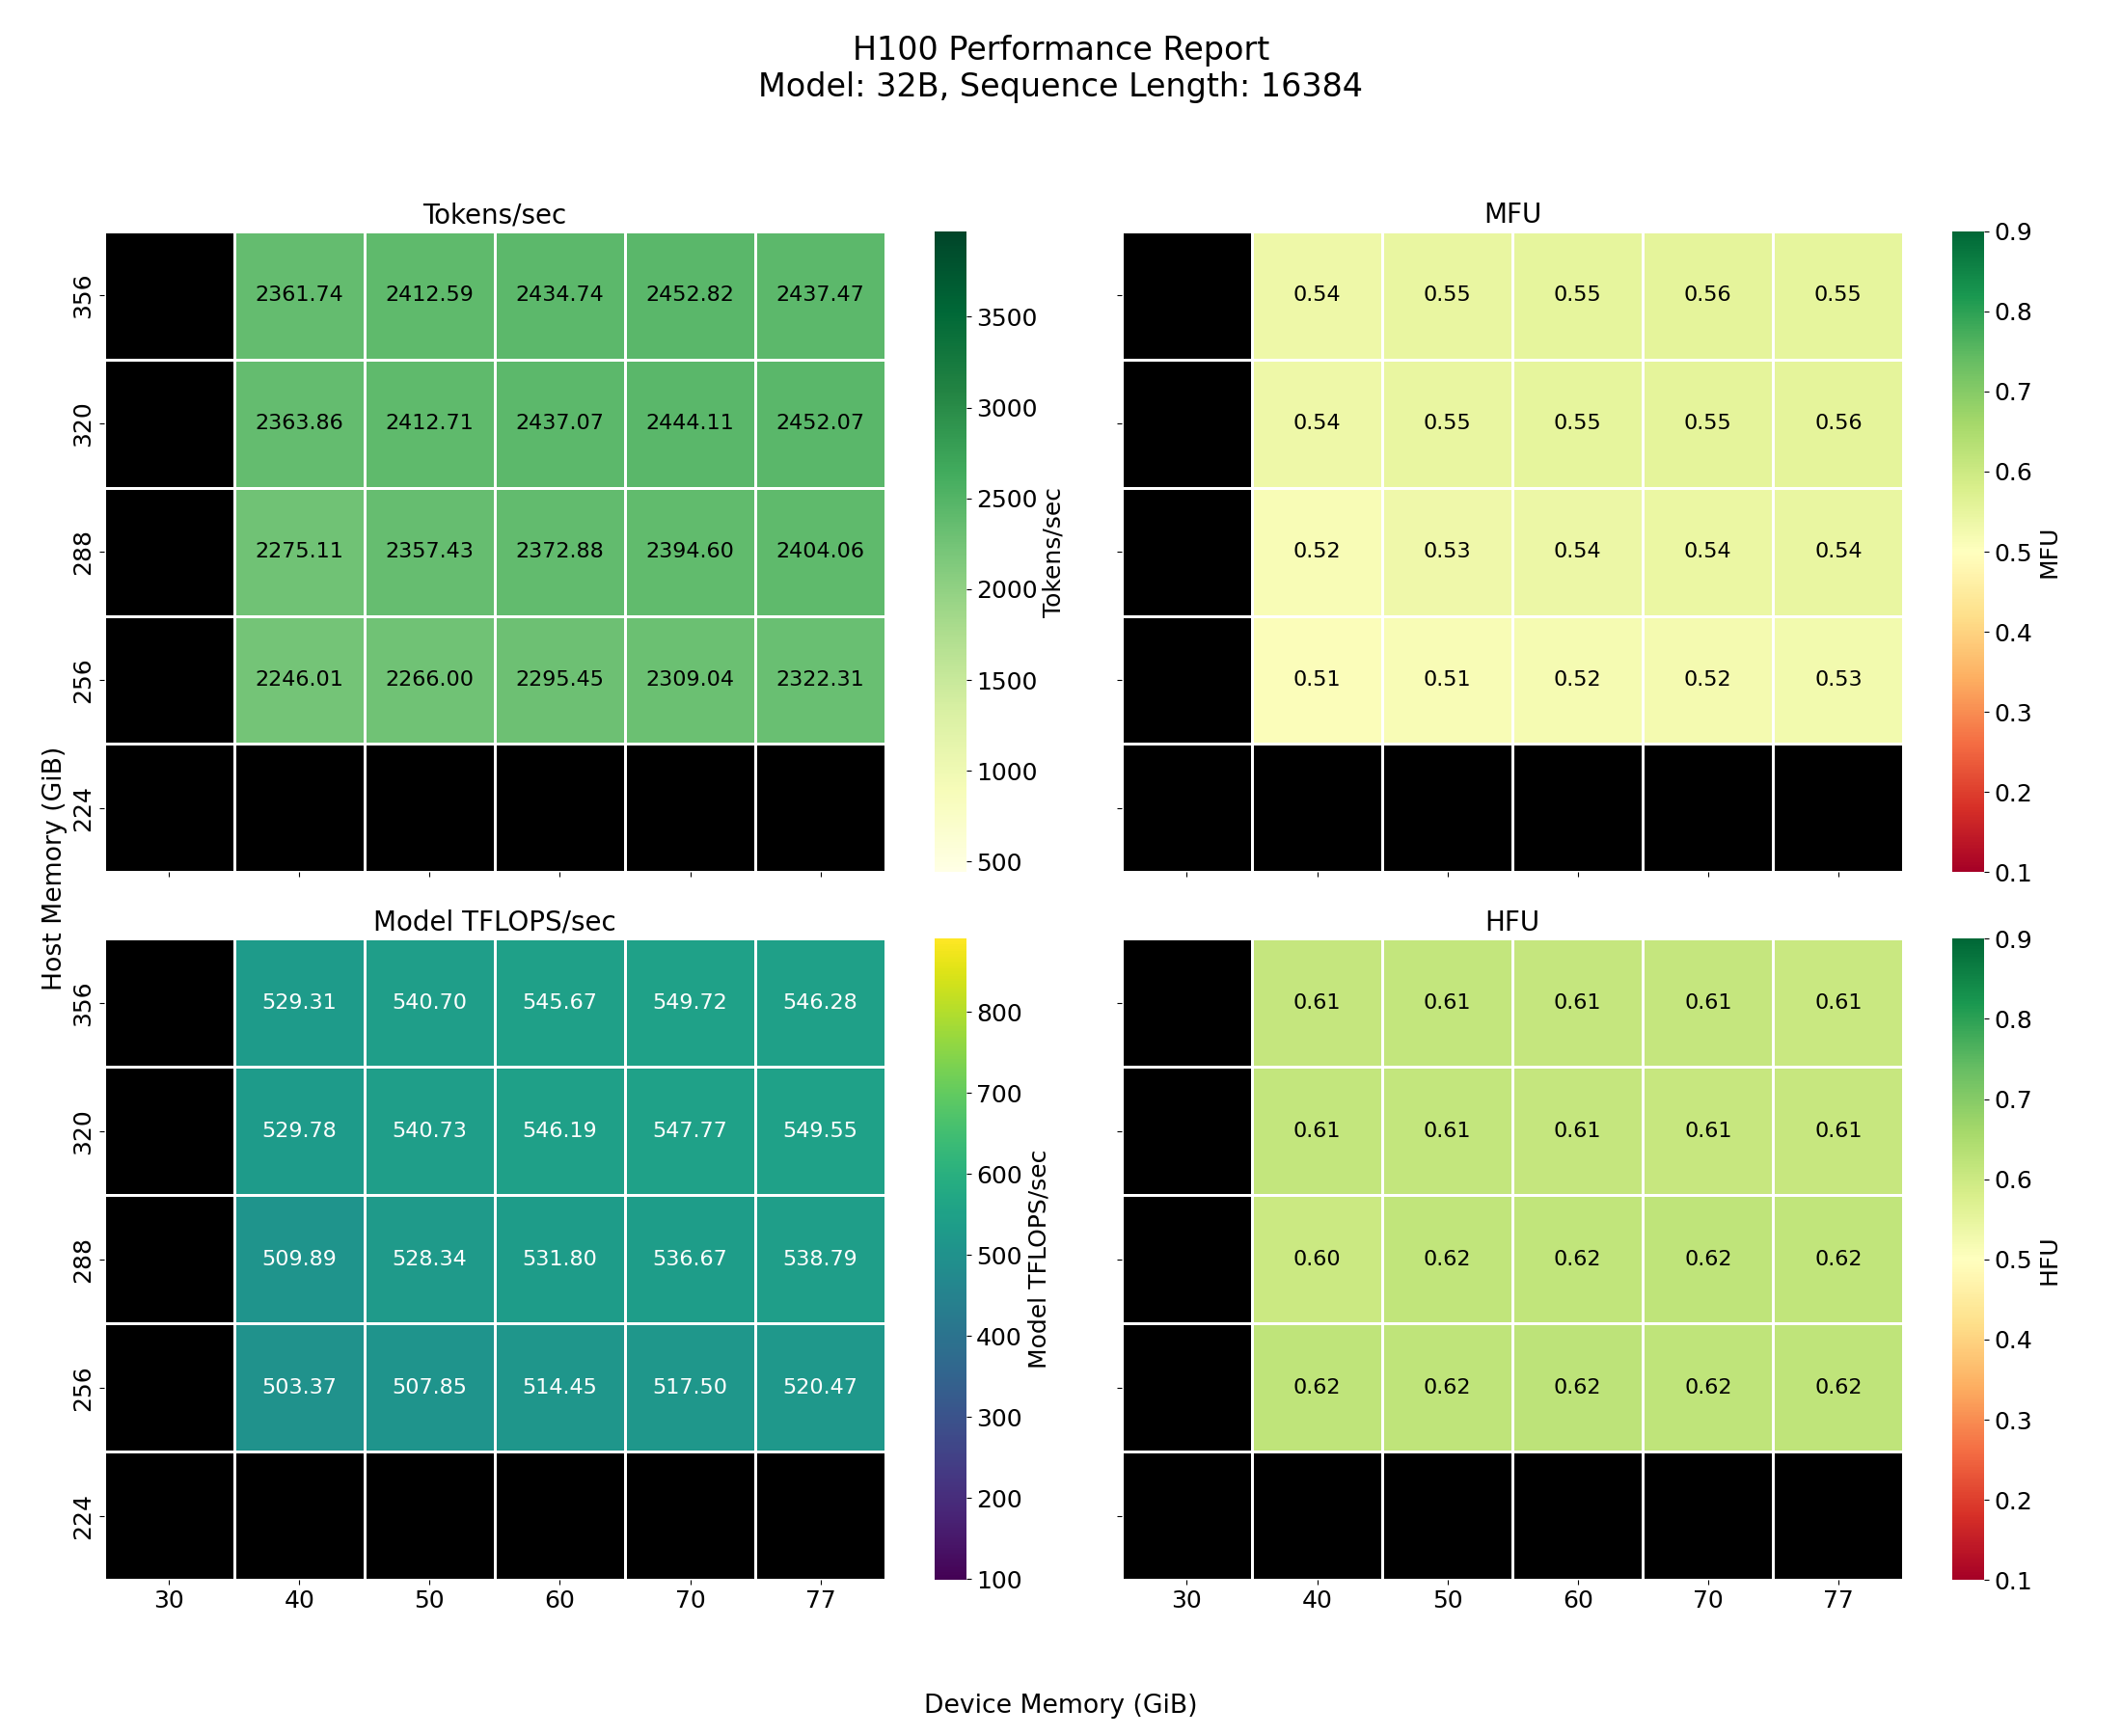 H100 Performance Report
Model: 32B, Sequence Length: 16384
Tokens/sec
356
2361.74 2412.59 2434.74 2452.82 2437.47
320
2363.86 2412.71 2437.07 2444.11 2452.07
288
2275.11 2357.43 2372.88 2394.60 2404.06
256
2246.01 2266.00 2295.45 2309.04 2322.31
224
3500
3000
2500
2000
1500
1000
500
Tokens/sec
MFU
0.54 0.55 0.55 0.56 0.55
0.54 0.55 0.55 0.55 0.56
0.52 0.53 0.54 0.54 0.54
0.51 0.51 0.52 0.52 0.53
0.9
0.8
0.7
0.6
0.5
0.4
0.3
0.2
0.1
MFU
Host Memory (GiB)
Model TFLOPS/sec
356
529.31 540.70 545.67 549.72 546.28
320
529.78 540.73 546.19 547.77 549.55
288
509.89 528.34 531.80 536.67 538.79
256
503.37 507.85 514.45 517.50 520.47
224
30 40 50 60 70 77
800
700
600
500
400
300
200
100
Model TFLOPS/sec
HFU
0.61 0.61 0.61 0.61 0.61
0.61 0.61 0.61 0.61 0.61
0.60 0.62 0.62 0.62 0.62
0.62 0.62 0.62 0.62 0.62
30 40 50 60 70 77
0.9
0.8
0.7
0.6
0.5
0.4
0.3
0.2
0.1
HFU
Device Memory (GiB)